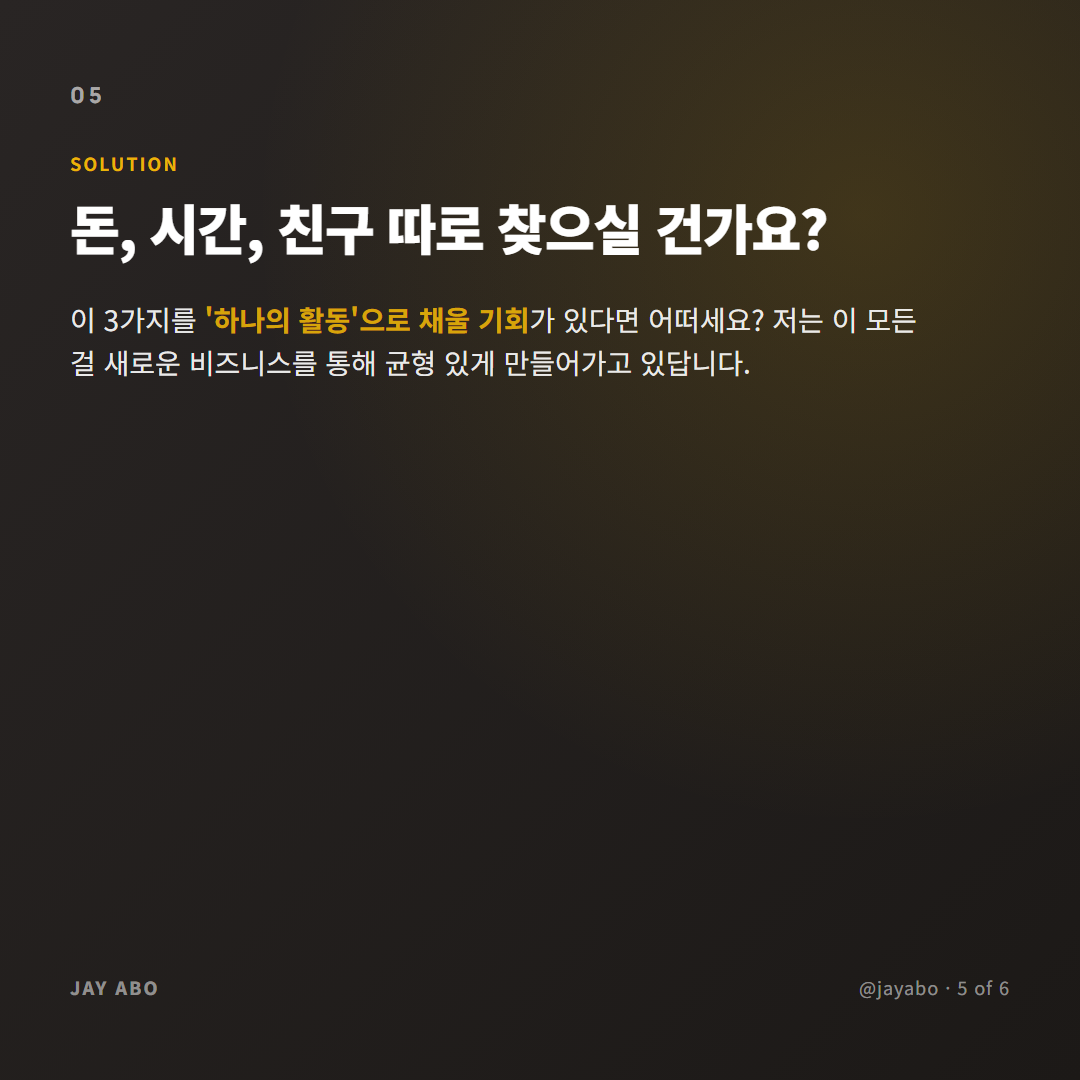 05
SOLUTION
돈, 시간, 친구 따로 찾으실 건가요?
이 3가지를 '하나의 활동'으로 채울 기회가 있다면 어떠세요? 저는 이 모든
걸 새로운 비즈니스를 통해 균형 있게 만들어가고 있답니다.
JAY ABO
@jayabo · 5 of 6